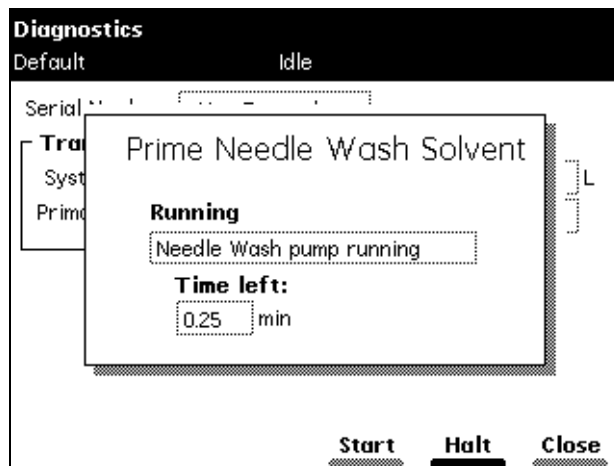 Diagnostics
Default Idle
Serial
Prime Needle Wash Solvent
L
Running
Needle Wash pump running
Time left:
0.25 min
Start Halt Close